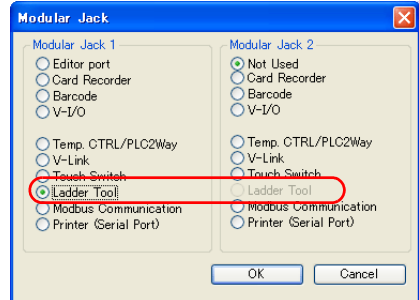 Modular Jack
Modular Jack 1
Editor port
Card Recorder
Barcode
V-I/O
Temp. CTRL/PLC2Way
V-Link
Touch Switch
Ladder Tool
Modbus Communication
Printer (Serial Port)
Modular Jack 2
Not Used
Card Recorder
Barcode
V-I/O
Temp. CTRL/PLC2Way
V-Link
Touch Switch
Ladder Tool
Modbus Communication
Printer (Serial Port)
OK
Cancel